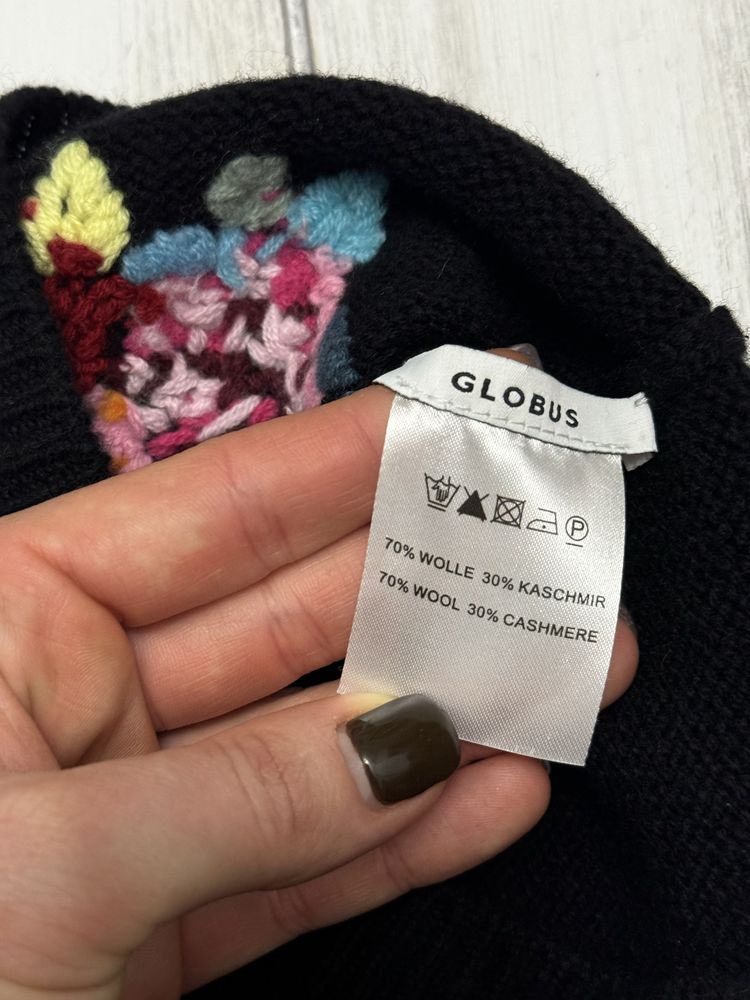 GLOBUS
P
70% WOLLE 30% KASCHMIR
70% WOOL 30% CASHMERE